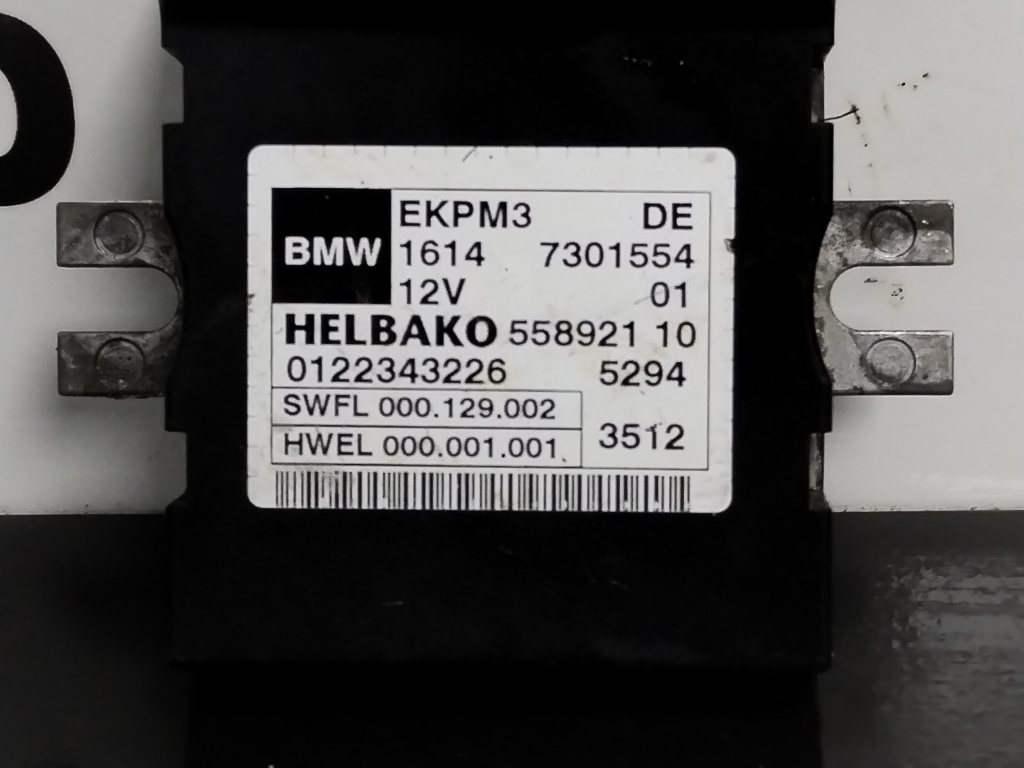 EKPM3 DE
BMW 1614 7301554
12V 01
HELBAKO 558921 10
0122343226 5294
SWFL 000.129.002
HWEL 000.001.001. 3512